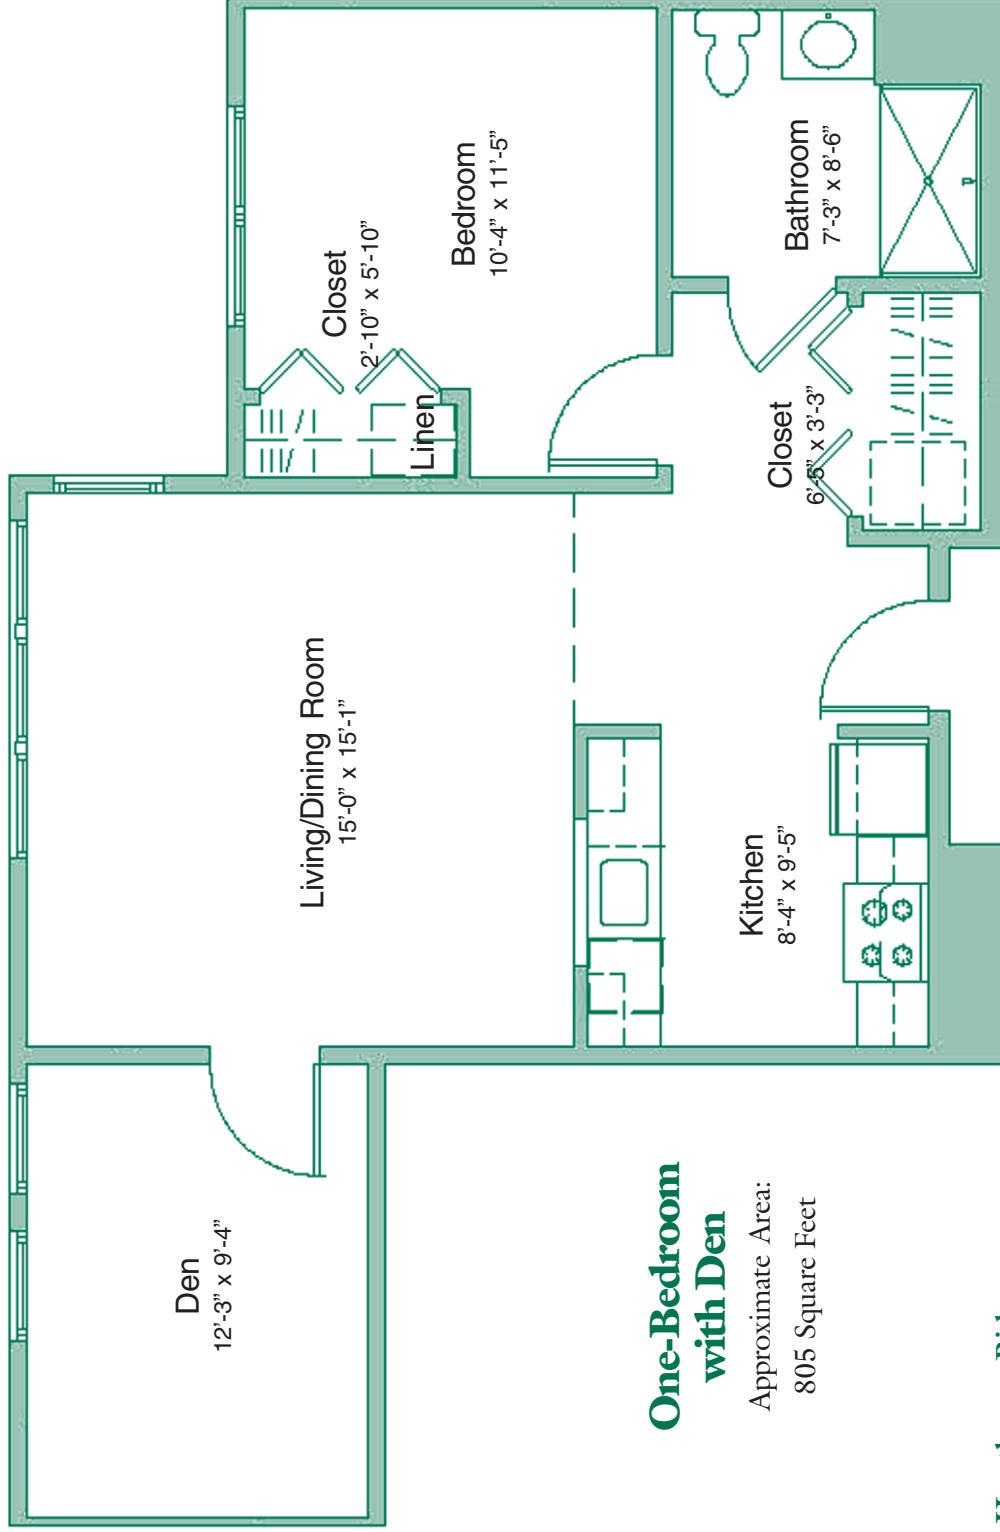 Den
12'-3" x 9'-4"
Living/Dining Room
15'-0" x 15'-1"
Closet
2'-10" x 5'-10"
Linen
Bedroom
10'-4" x 11'-5"
One-Bedroom
with Den
Approximate Area:
805 Square Feet
Kitchen
8'-4" x 9'-5"
Closet
6'-5" x 3'-3"
Bathroom
7'-3" x 8'-6"